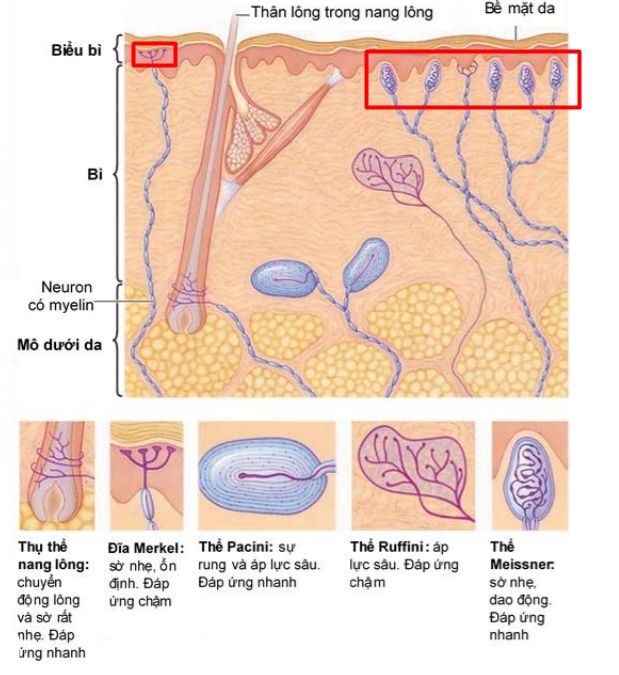 Thân lông trong nang lông
Bề mặt da
Biểu bì
Bì
Neuron
có myelin
Mô dưới da
Thụ thể
nang lông:
chuyển
động lông
và sờ rất
nhẹ. Đáp
ứng nhanh
Đĩa Merkel:
sờ nhẹ, ổn
định. Đáp
ứng chậm
Thể Pacini: sự
rung và áp lực sâu.
Đáp ứng nhanh
Thể Ruffini: áp
lực sâu. Đáp ứng
chậm
Thể
Meissner:
sờ nhẹ,
dao động.
Đáp ứng
nhanh